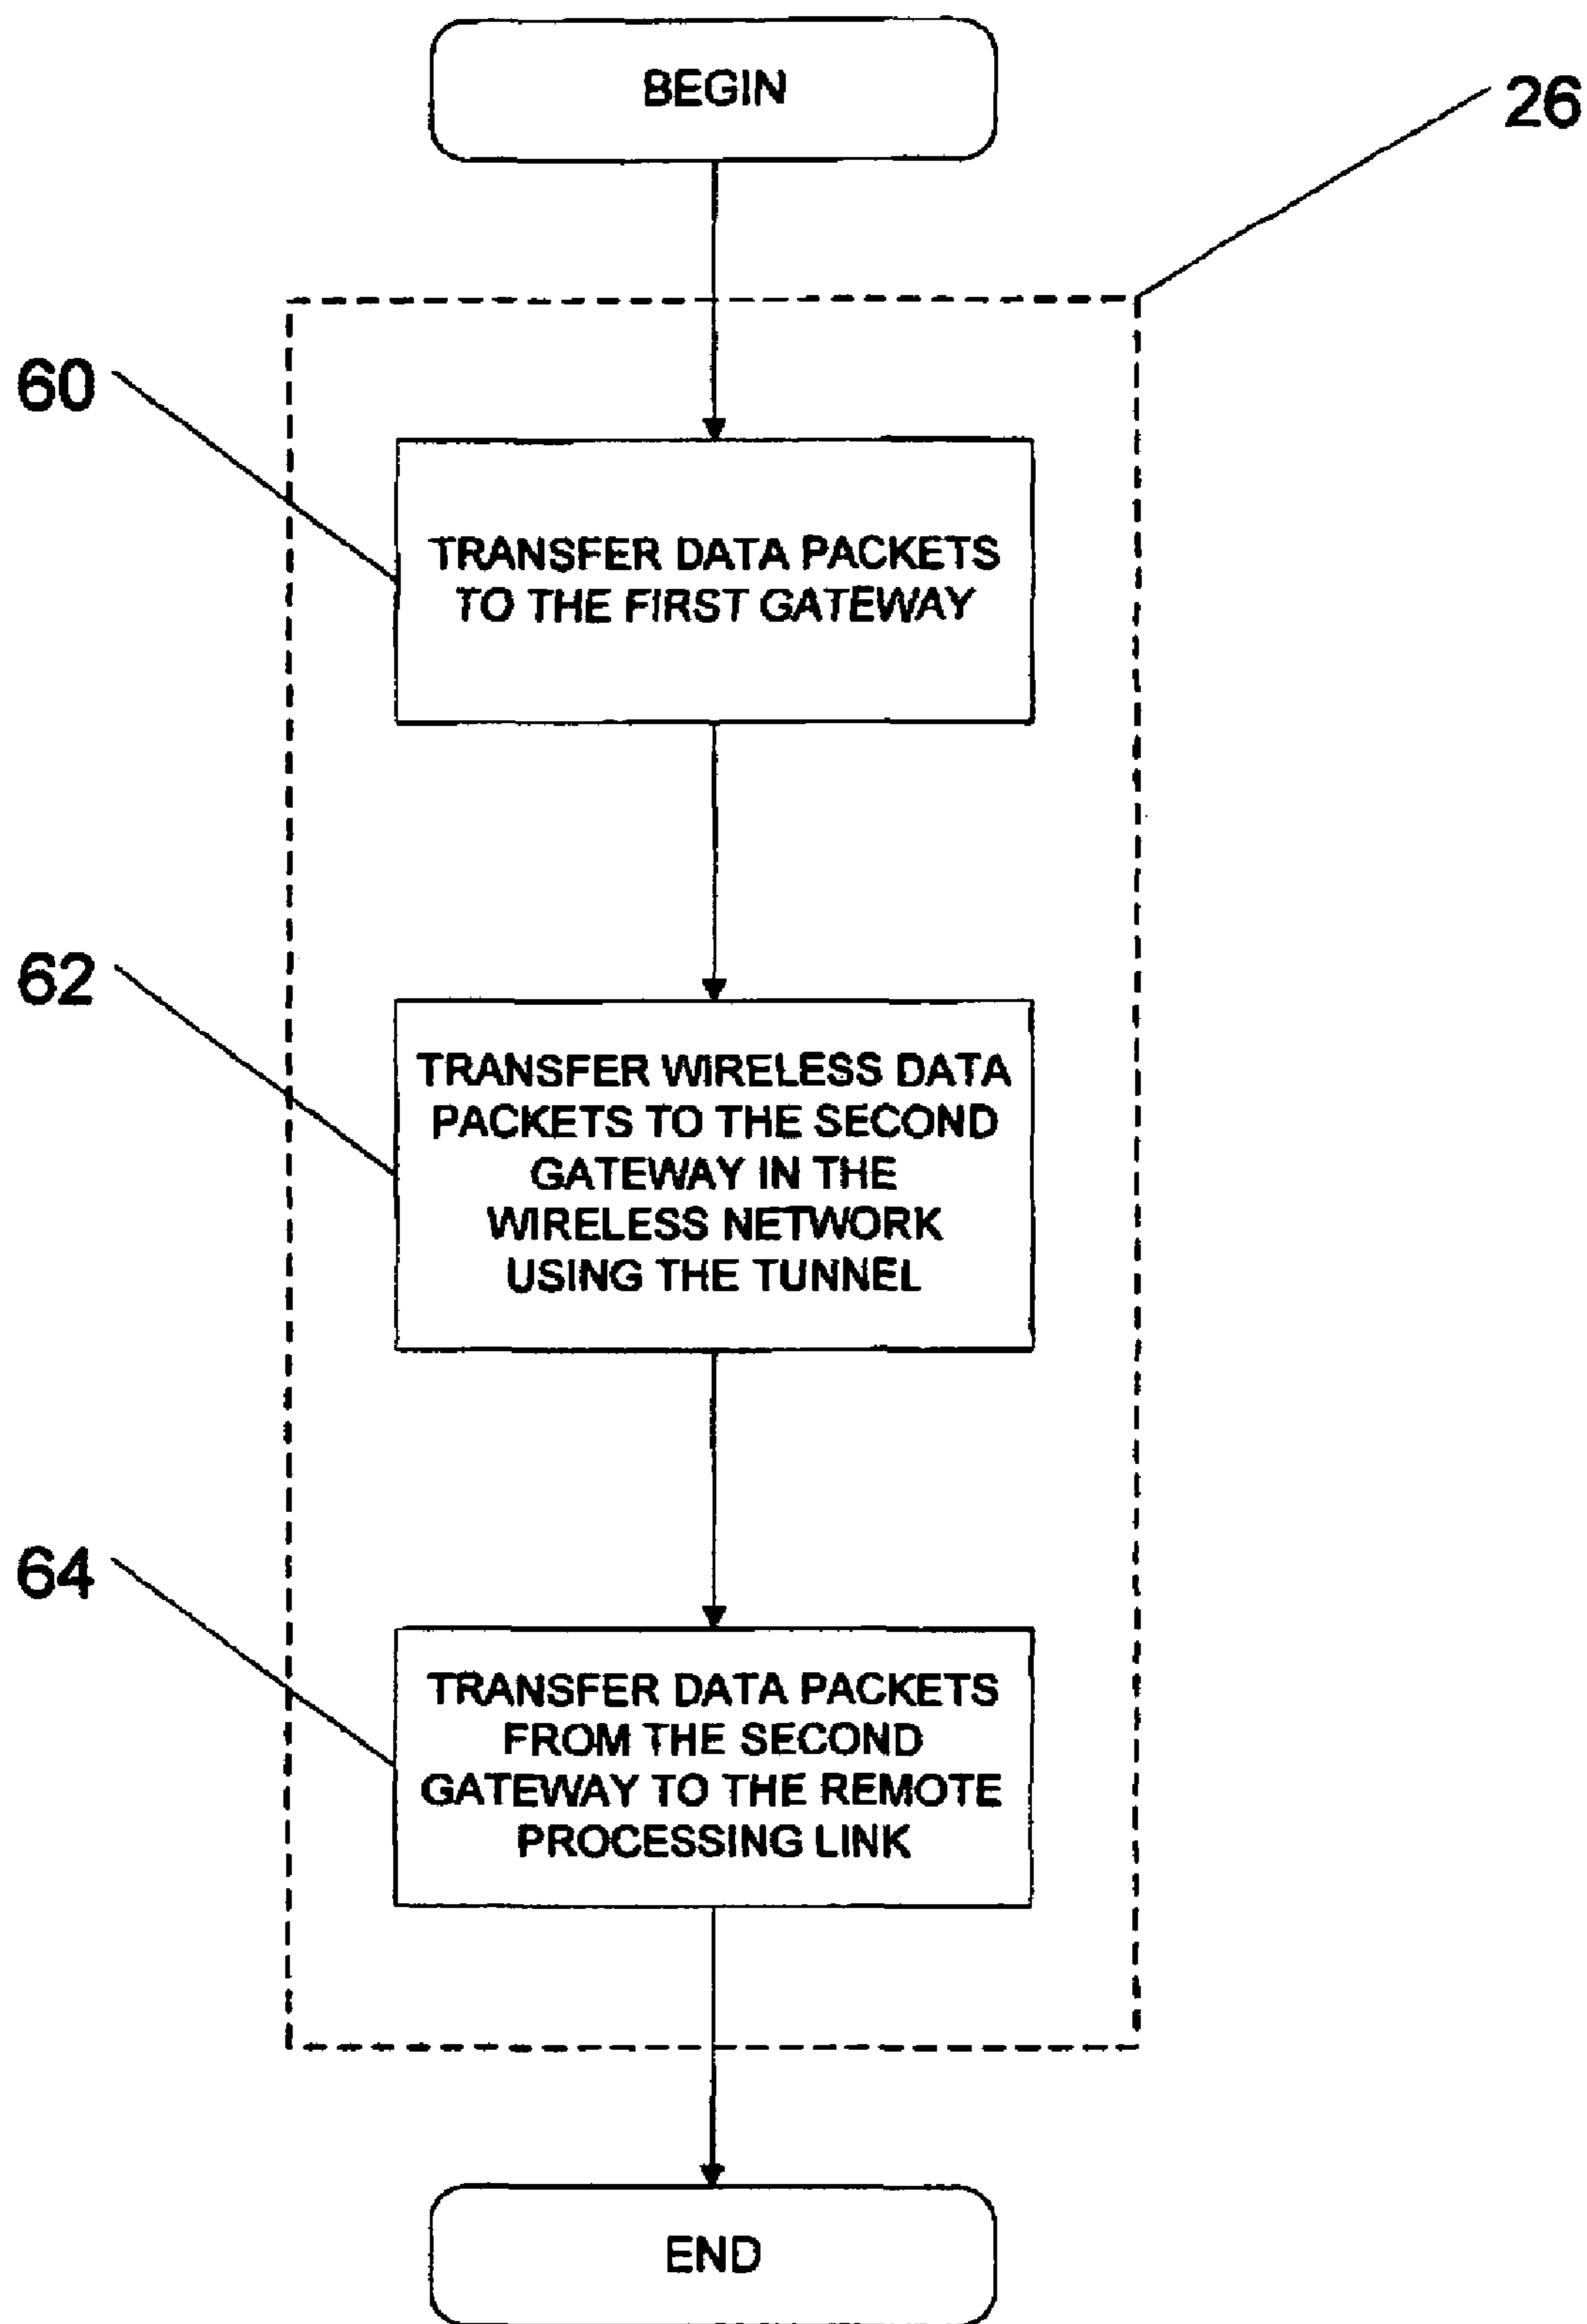 BEGIN
26
60
TRANSFER DATA PACKETS
TO THE FIRST GATEWAY
62
TRANSFER WIRELESS DATA
PACKETS TO THE SECOND
GATEWAY IN THE
WIRELESS NETWORK
USING THE TUNNEL
64
TRANSFER DATA PACKETS
FROM THE SECOND
GATEWAY TO THE REMOTE
PROCESSING LINK
END